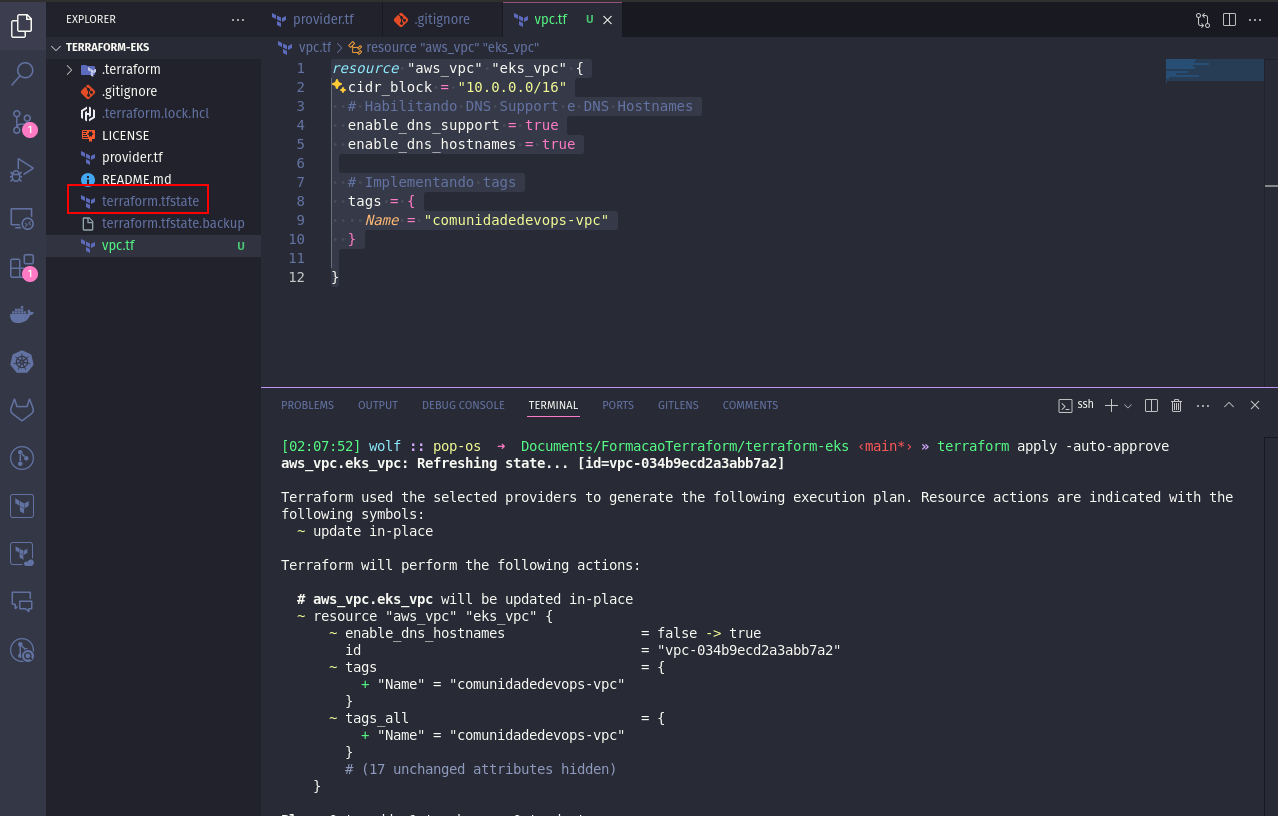 EXPLORER ···
TERRAFORM-EKS
.terraform
.gitignore
.terraform.lock.hcl
LICENSE
provider.tf
README.md
terraform.tfstate
terraform.tfstate.backup
vpc.tf U
1
1
provider.tf .gitignore vpc.tf U
vpc.tf > resource "aws_vpc" "eks_vpc"
1 resource "aws_vpc" "eks_vpc" {
2 cidr_block = "10.0.0.0/16"
3 # Habilitando DNS Support e DNS Hostnames
4 enable_dns_support = true
5 enable_dns_hostnames = true
6
7 # Implementando tags
8 tags = {
9 Name = "comunidadedevops-vpc"
10 }
11
12 }
PROBLEMS OUTPUT DEBUG CONSOLE TERMINAL PORTS GITLENS COMMENTS ssh
[02:07:52] wolf :: pop-os → Documents/FormacaoTerraform/terraform-eks ‹main*› » terraform apply -auto-approve
aws_vpc.eks_vpc: Refreshing state... [id=vpc-034b9ecd2a3abb7a2]
Terraform used the selected providers to generate the following execution plan. Resource actions are indicated with the
following symbols:
~ update in-place
Terraform will perform the following actions:
# aws_vpc.eks_vpc will be updated in-place
~ resource "aws_vpc" "eks_vpc" {
~ enable_dns_hostnames = false -> true
id = "vpc-034b9ecd2a3abb7a2"
~ tags = {
+ "Name" = "comunidadedevops-vpc"
}
~ tags_all = {
+ "Name" = "comunidadedevops-vpc"
}
# (17 unchanged attributes hidden)
}